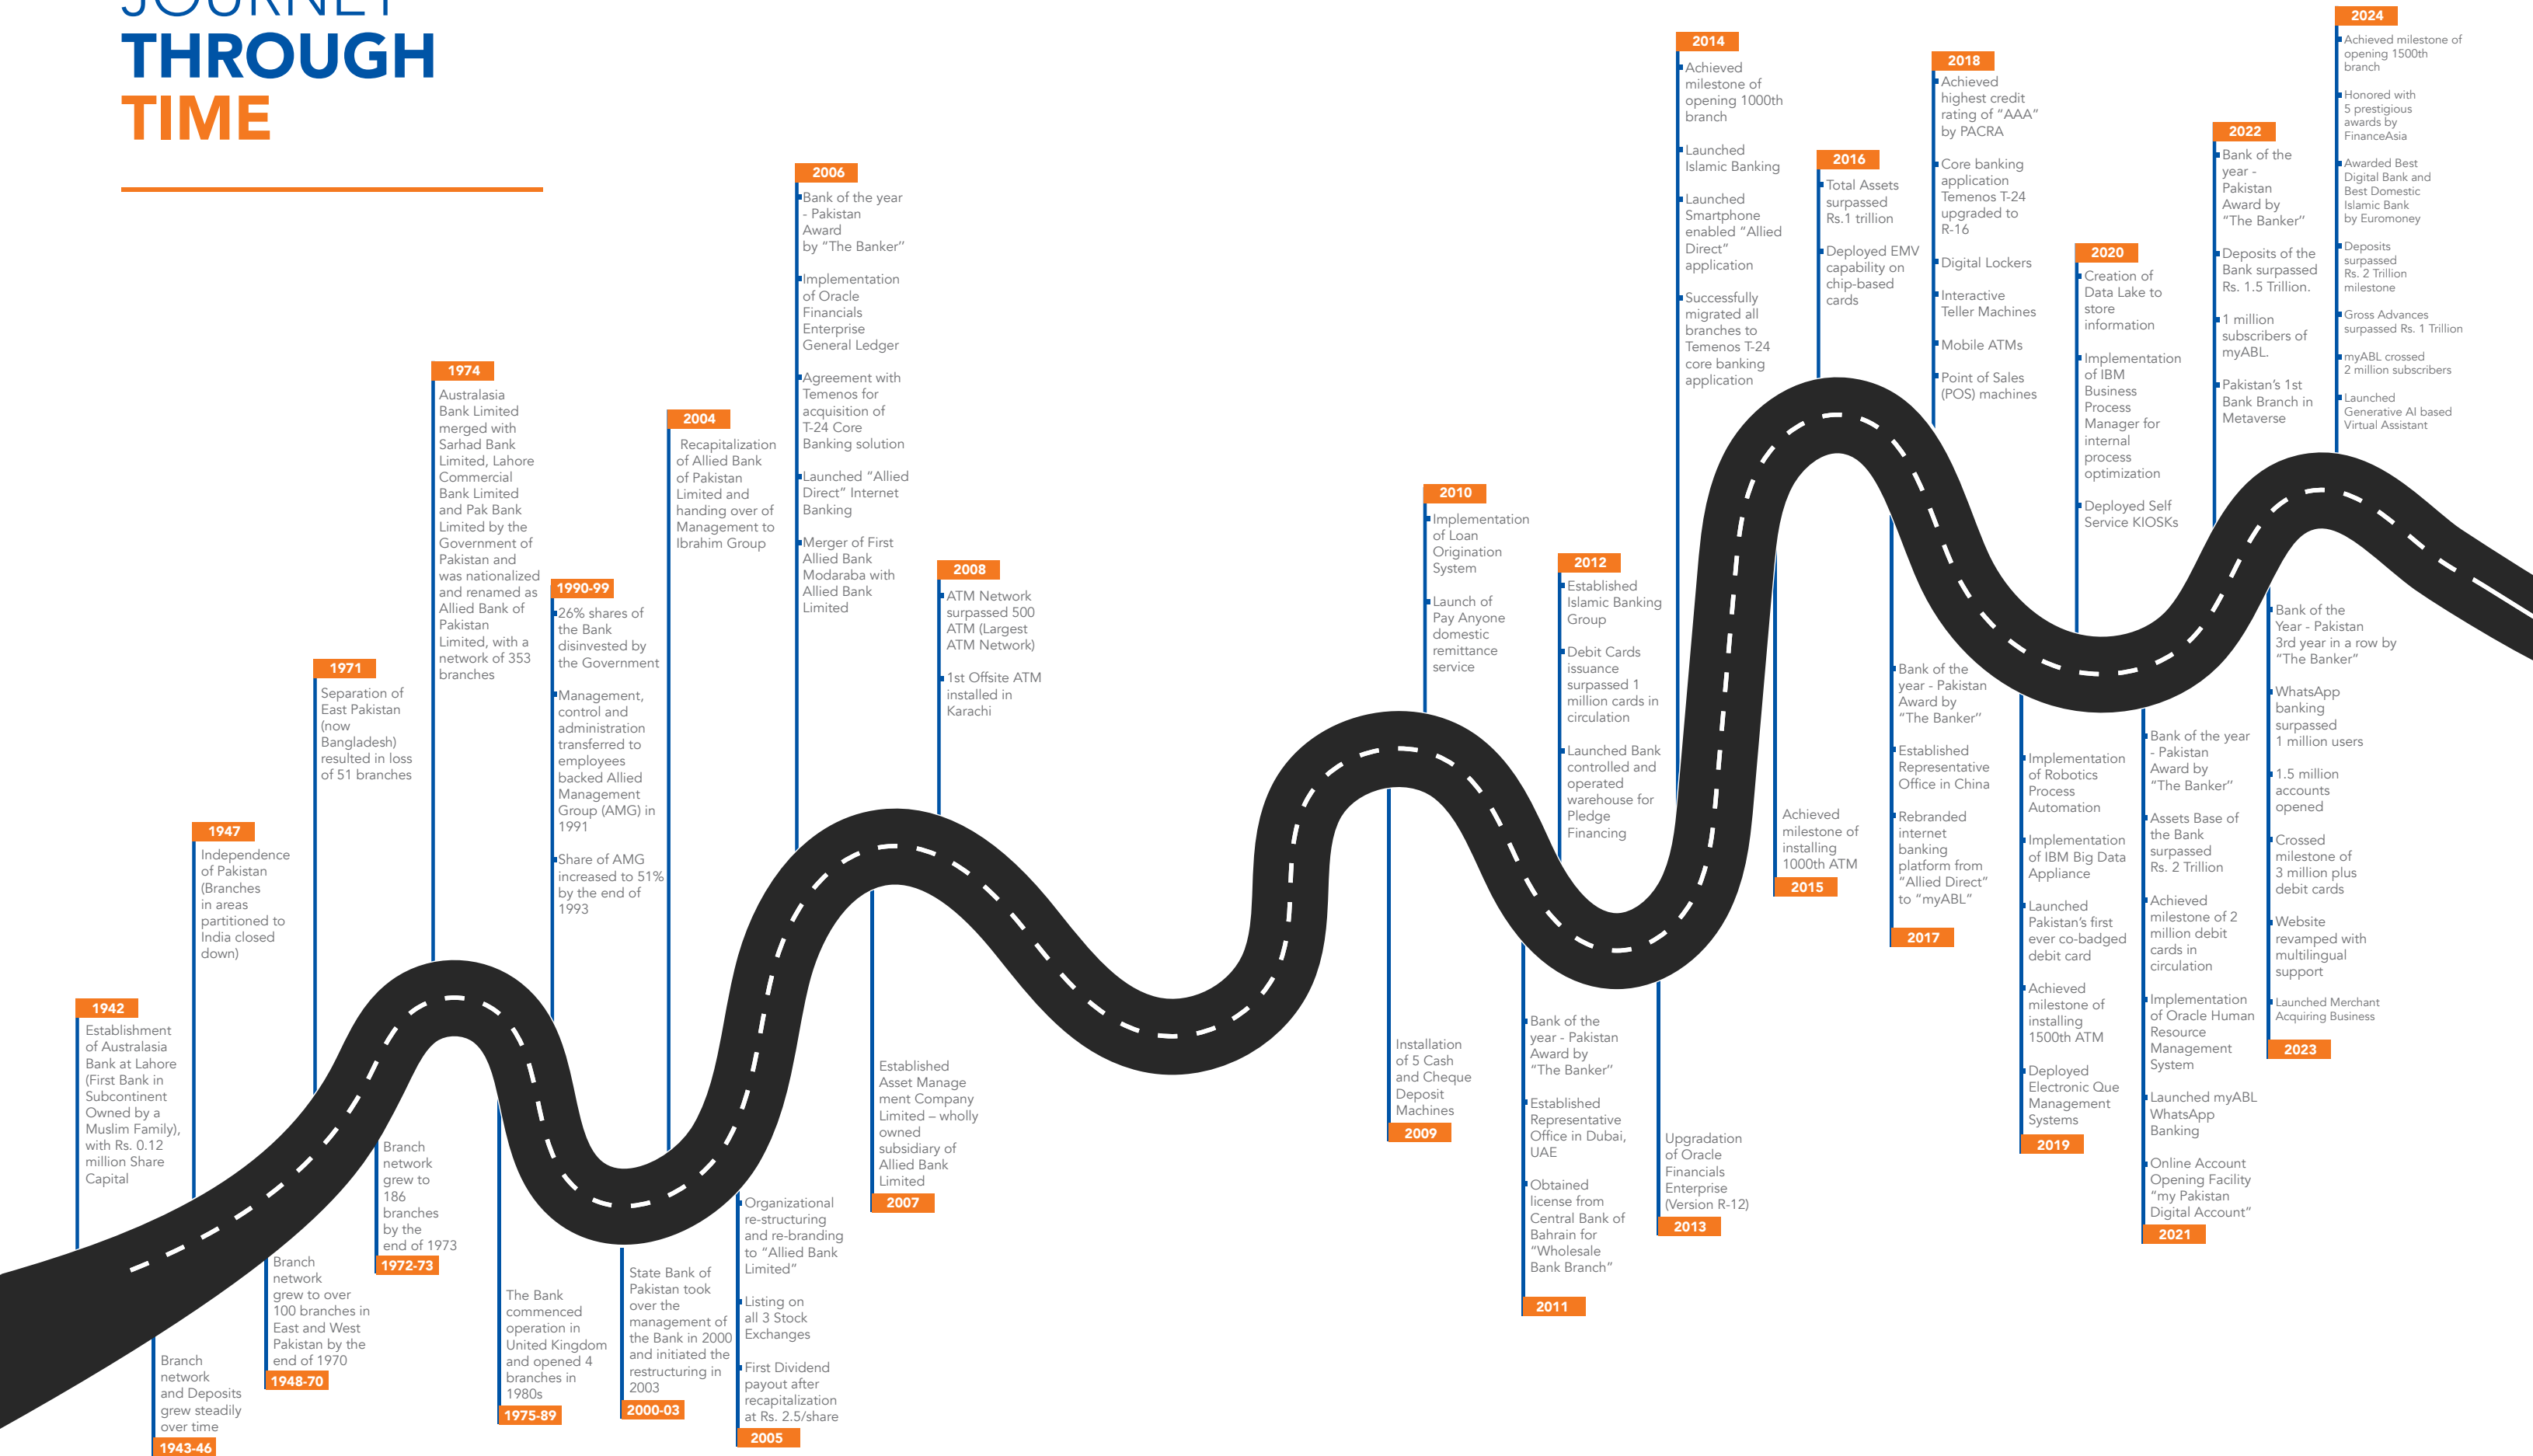 JOURNEY
THROUGH
TIME
1942
Establishment
of Australasia
Bank at Lahore
(First Bank in
Subcontinent
Owned by a
Muslim Family),
with Rs. 0.12
million Share
Capital
Branch
network
and Deposits
grew steadily
over time
1943-46
1947
Independence
of Pakistan
(Branches
in areas
partitioned to
India closed
down)
Branch
network
grew to over
100 branches in
East and West
Pakistan by the
end of 1970
1948-70
1971
Separation of
East Pakistan
(now
Bangladesh)
resulted in loss
of 51 branches
Branch
network
grew to
186
branches
by the
end of 1973
1972-73
1974
Australasia
Bank Limited
merged with
Sarhad Bank
Limited, Lahore
Commercial
Bank Limited
and Pak Bank
Limited by the
Government of
Pakistan and
was nationalized
and renamed as
Allied Bank of
Pakistan
Limited, with a
network of 353
branches
The Bank
commenced
operation in
United Kingdom
and opened 4
branches in
1980s
1975-89
1990-99
26% shares of
the Bank
disinvested by
the Government
Management,
control and
administration
transferred to
employees
backed Allied
Management
Group (AMG) in
1991
Share of AMG
increased to 51%
by the end of
1993
State Bank of
Pakistan took
over the
management of
the Bank in 2000
and initiated the
restructuring in
2003
2000-03
2004
Recapitalization
of Allied Bank
of Pakistan
Limited and
handing over of
Management to
Ibrahim Group
Organizational
re-structuring
and re-branding
to “Allied Bank
Limited”
Listing on
all 3 Stock
Exchanges
First Dividend
payout after
recapitalization
at Rs. 2.5/share
2005
2006
Bank of the year
- Pakistan
Award
by “The Banker’’
Implementation
of Oracle
Financials
Enterprise
General Ledger
Agreement with
Temenos for
acquisition of
T-24 Core
Banking solution
Launched “Allied
Direct” Internet
Banking
Merger of First
Allied Bank
Modaraba with
Allied Bank
Limited
Established
Asset Manage
ment Company
Limited – wholly
owned
subsidiary of
Allied Bank
Limited
2007
2008
ATM Network
surpassed 500
ATM (Largest
ATM Network)
1st Offsite ATM
installed in
Karachi
Installation
of 5 Cash
and Cheque
Deposit
Machines
2009
2010
Implementation
of Loan
Origination
System
Launch of
Pay Anyone
domestic
remittance
service
Bank of the
year - Pakistan
Award by
“The Banker’’
Established
Representative
Office in Dubai,
UAE
Obtained
license from
Central Bank of
Bahrain for
“Wholesale
Bank Branch”
2011
2012
Established
Islamic Banking
Group
Debit Cards
issuance
surpassed 1
million cards in
circulation
Launched Bank
controlled and
operated
warehouse for
Pledge
Financing
Upgradation
of Oracle
Financials
Enterprise
(Version R-12)
2013
2014
Achieved
milestone of
opening 1000th
branch
Launched
Islamic Banking
Launched
Smartphone
enabled “Allied
Direct”
application
Successfully
migrated all
branches to
Temenos T-24
core banking
application
Achieved
milestone of
installing
1000th ATM
2015
2016
Total Assets
surpassed
Rs.1 trillion
Deployed EMV
capability on
chip-based
cards
Bank of the
year - Pakistan
Award by
“The Banker’’
Established
Representative
Office in China
Rebranded
internet
banking
platform from
“Allied Direct”
to “myABL”
2017
2018
Achieved
highest credit
rating of “AAA”
by PACRA
Core banking
application
Temenos T-24
upgraded to
R-16
Digital Lockers
Interactive
Teller Machines
Mobile ATMs
Point of Sales
(POS) machines
Implementation
of Robotics
Process
Automation
Implementation
of IBM Big Data
Appliance
Launched
Pakistan’s first
ever co-badged
debit card
Achieved
milestone of
installing
1500th ATM
Deployed
Electronic Que
Management
Systems
2019
2020
Creation of
Data Lake to
store
information
Implementation
of IBM
Business
Process
Manager for
internal
process
optimization
Deployed Self
Service KIOSKs
Bank of the year
- Pakistan
Award by
“The Banker’’
Assets Base of
the Bank
surpassed
Rs. 2 Trillion
Achieved
milestone of 2
million debit
cards in
circulation
Implementation
of Oracle Human
Resource
Management
System
Launched myABL
WhatsApp
Banking
Online Account
Opening Facility
“my Pakistan
Digital Account”
2021
2022
Bank of the
year -
Pakistan
Award by
“The Banker’’
Deposits of the
Bank surpassed
Rs. 1.5 Trillion.
1 million
subscribers of
myABL.
Pakistan’s 1st
Bank Branch in
Metaverse
Bank of the
Year - Pakistan
3rd year in a row by
“The Banker”
WhatsApp
banking
surpassed
1 million users
1.5 million
accounts
opened
Crossed
milestone of
3 million plus
debit cards
Website
revamped with
multilingual
support
Launched Merchant
Acquiring Business
2023
2024
Achieved milestone of
opening 1500th
branch
Honored with
5 prestigious
awards by
FinanceAsia
Awarded Best
Digital Bank and
Best Domestic
Islamic Bank
by Euromoney
Deposits
surpassed
Rs. 2 Trillion
milestone
Gross Advances
surpassed Rs. 1 Trillion
myABL crossed
2 million subscribers
Launched
Generative AI based
Virtual Assistant